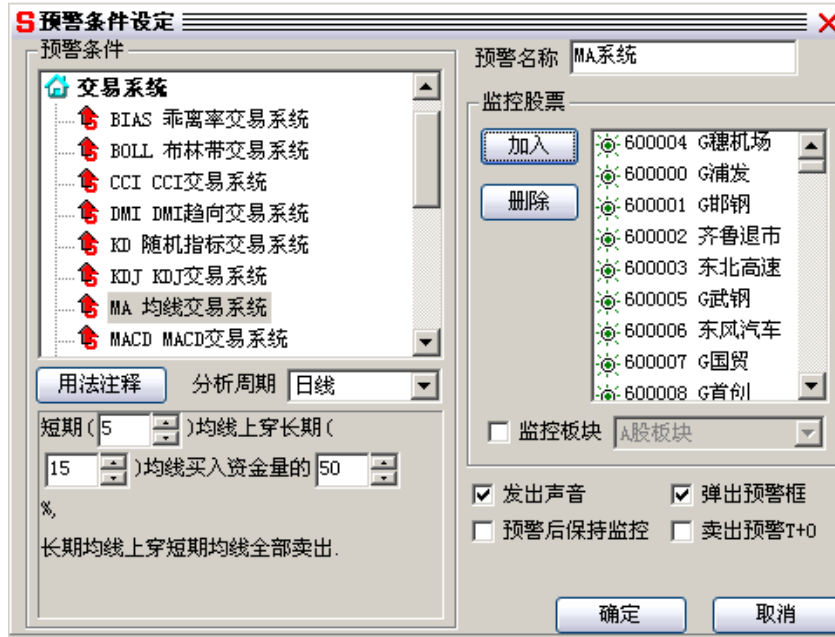 S 预警条件设定
预警条件
交易系统
BIAS 乖离率交易系统
BOLL 布林带交易系统
CCI CCI交易系统
DMI DMI趋向交易系统
KD 随机指标交易系统
KDJ KDJ交易系统
MA 均线交易系统
MACD MACD交易系统
用法注释 分析周期 日线
短期(5)均线上穿长期(
15)均线买入资金量的 50
%,
长期均线上穿短期均线全部卖出.
预警名称 MA系统
监控股票
加入
删除
600004 G穗机场
600000 G浦发
600001 G邯钢
600002 齐鲁退市
600003 东北高速
600005 G武钢
600006 东风汽车
600007 G国贸
600008 G首创
监控板块 A股板块
发出声音 弹出预警框
预警后保持监控 卖出预警T+0
确定 取消